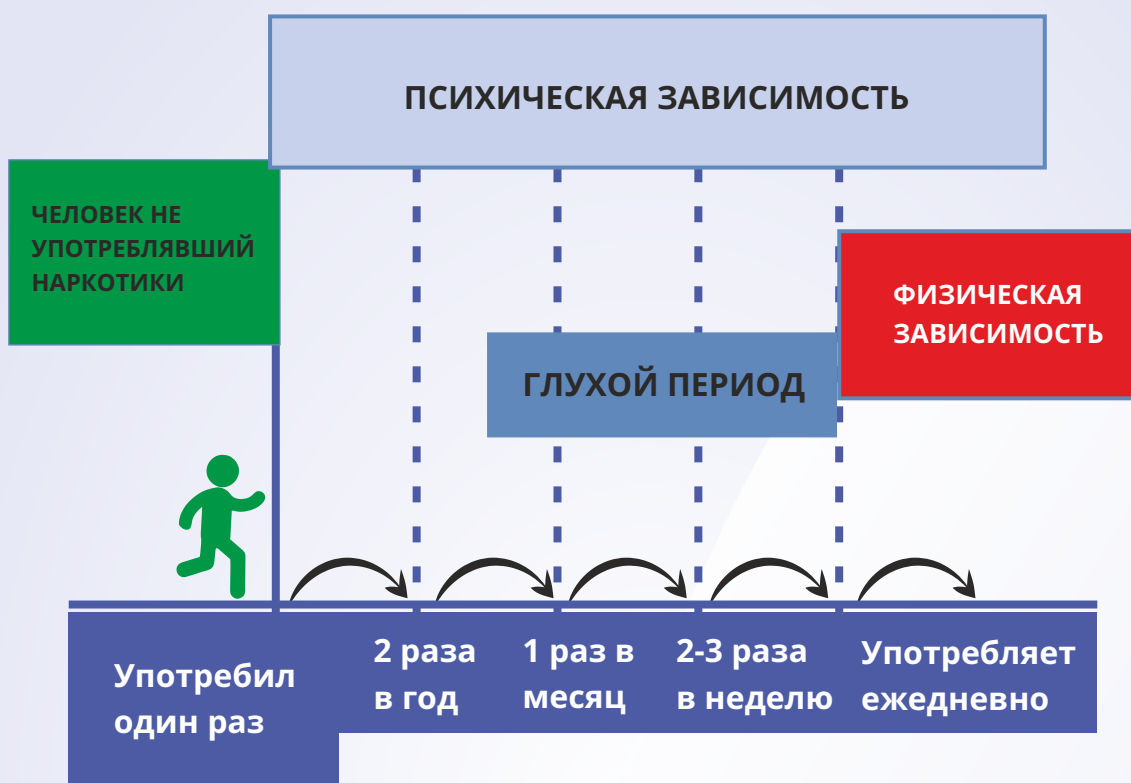 ПСИХИЧЕСКАЯ ЗАВИСИМОСТЬ
ЧЕЛОВЕК НЕ
УПОТРЕБЛЯВШИЙ
НАРКОТИКИ
ФИЗИЧЕСКАЯ
ЗАВИСИМОСТЬ
ГЛУХОЙ ПЕРИОД
Употребил
один раз
2 раза
в год
1 раз в
месяц
2-3 раза
в неделю
Употребляет
ежедневно